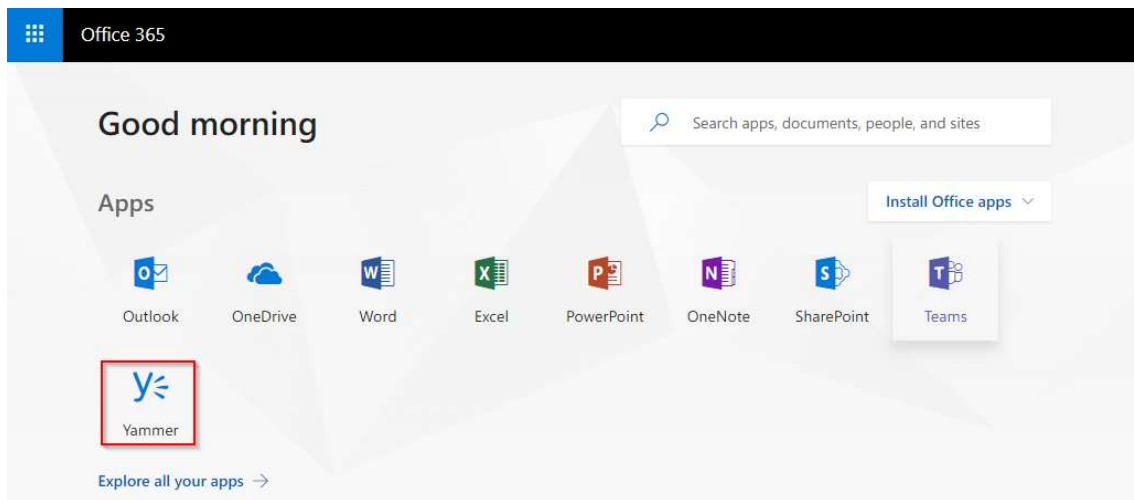 Office 365
Good morning
Search apps, documents, people, and sites
Apps
Install Office apps
Outlook OneDrive Word Excel PowerPoint OneNote SharePoint Teams
Yammer
Explore all your apps →